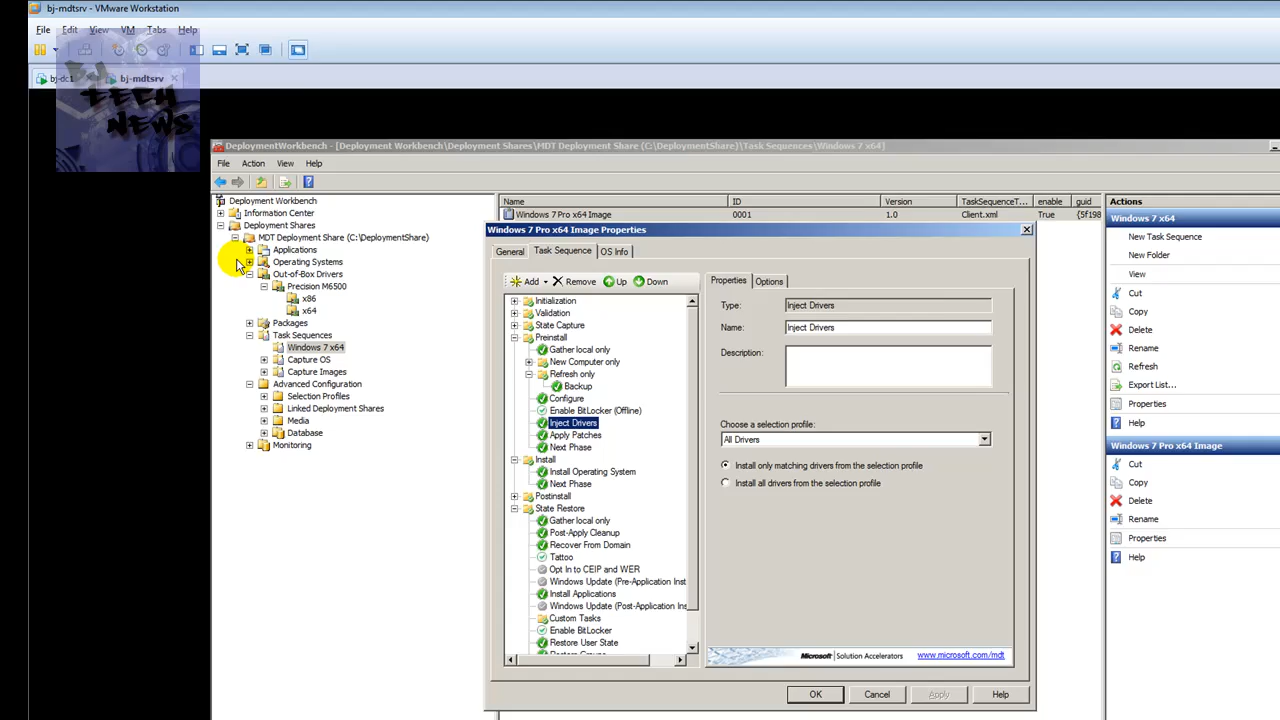 bj-mdtsrv - VMware Workstation
File Edit View VM Tabs Help
bj-dc1 bj-mdtsrv
BJ TECH NEWS
DeploymentWorkbench - [Deployment Workbench\Deployment Shares\MDT Deployment Share (C:\DeploymentShare)\Task Sequences\Windows 7 x64]
File Action View Help
Deployment Workbench
Information Center
Deployment Shares
MDT Deployment Share (C:\DeploymentShare)
Applications
Operating Systems
Out-of-Box Drivers
Precision M6500
x86
x64
Packages
Task Sequences
Windows 7 x64
Capture OS
Capture Images
Advanced Configuration
Selection Profiles
Linked Deployment Shares
Media
Database
Monitoring
Name ID Version TaskSequenceT... enable guid
Windows 7 Pro x64 Image 0001 1.0 Client.xml True {5f198
Windows 7 Pro x64 Image Properties
General Task Sequence OS Info
Add Remove Up Down
Initialization
Validation
State Capture
Preinstall
Gather local only
New Computer only
Refresh only
Backup
Configure
Enable BitLocker (Offline)
Inject Drivers
Apply Patches
Next Phase
Install
Install Operating System
Next Phase
Postinstall
State Restore
Gather local only
Post-Apply Cleanup
Recover From Domain
Tattoo
Opt In to CEIP and WER
Windows Update (Pre-Application Inst
Install Applications
Windows Update (Post-Application Ins
Custom Tasks
Enable BitLocker
Restore User State
Restore Groups
Properties Options
Type: Inject Drivers
Name: Inject Drivers
Description:
Choose a selection profile:
All Drivers
Install only matching drivers from the selection profile
Install all drivers from the selection profile
Microsoft Solution Accelerators www.microsoft.com/mdt
OK Cancel Apply Help
Actions
Windows 7 x64
New Task Sequence
New Folder
View
Cut
Copy
Delete
Rename
Refresh
Export List...
Properties
Help
Windows 7 Pro x64 Image
Cut
Copy
Delete
Rename
Properties
Help